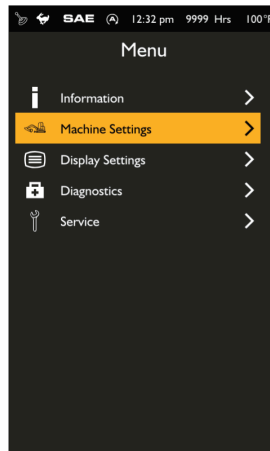 SAE A 12:32 pm 9999 Hrs 100°F
Menu
Information
Machine Settings
Display Settings
Diagnostics
Service